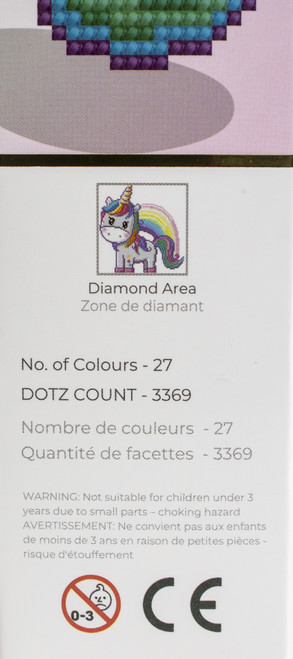 Diamond Area
Zone de diamant
No. of Colours - 27
DOTZ COUNT - 3369
Nombre de couleurs - 27
Quantité de facettes - 3369
WARNING: Not suitable for children under 3
years due to small parts – choking hazard
AVERTISSEMENT: Ne convient pas aux enfants
de moins de 3 ans en raison de petites pièces -
risque d'étouffement
0-3
CE